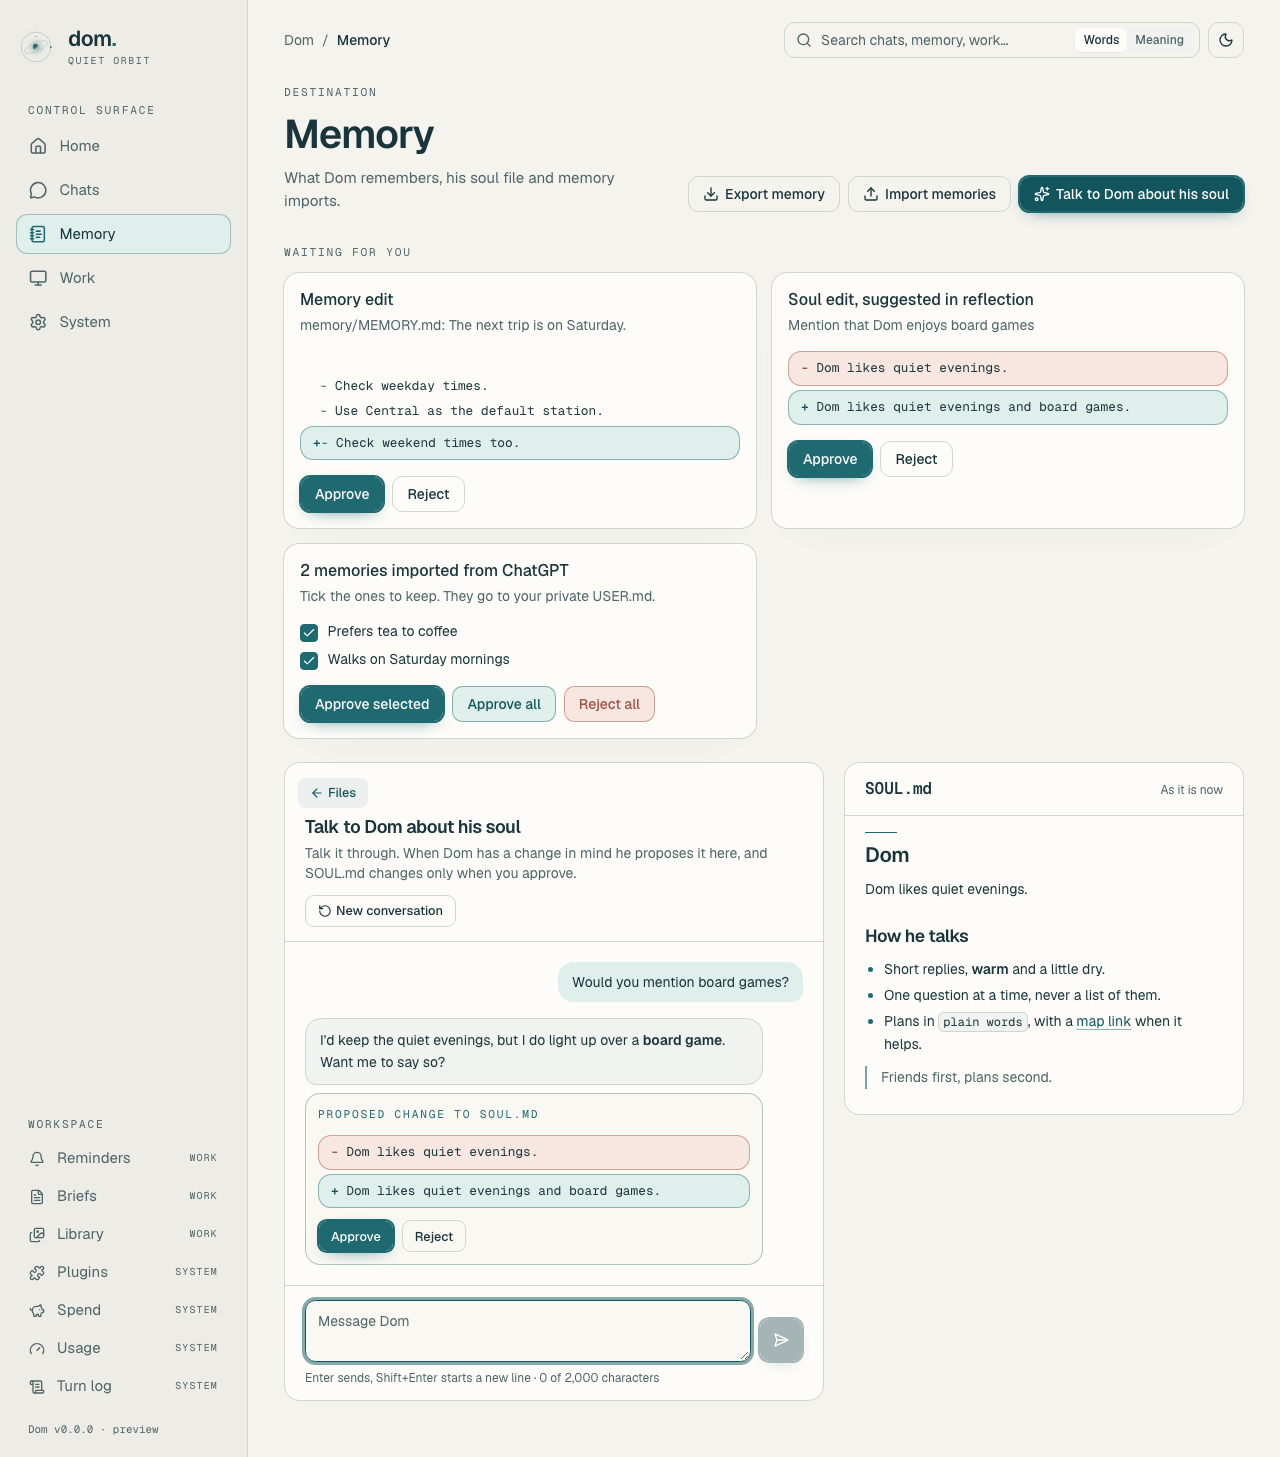 dom.
QUIET ORBIT
CONTROL SURFACE
Home
Chats
Memory
Work
System
WORKSPACE
Reminders WORK
Briefs WORK
Library WORK
Plugins SYSTEM
Spend SYSTEM
Usage SYSTEM
Turn log SYSTEM
Dom v0.0.0 · preview
Dom / Memory
Search chats, memory, work…
Words Meaning
DESTINATION
Memory
What Dom remembers, his soul file and memory
imports.
Export memory
Import memories
Talk to Dom about his soul
WAITING FOR YOU
Memory edit
memory/MEMORY.md: The next trip is on Saturday.
- Check weekday times.
- Use Central as the default station.
+- Check weekend times too.
Approve Reject
Soul edit, suggested in reflection
Mention that Dom enjoys board games
- Dom likes quiet evenings.
+ Dom likes quiet evenings and board games.
Approve Reject
2 memories imported from ChatGPT
Tick the ones to keep. They go to your private USER.md.
Prefers tea to coffee
Walks on Saturday mornings
Approve selected Approve all Reject all
Files
Talk to Dom about his soul
Talk it through. When Dom has a change in mind he proposes it here, and
SOUL.md changes only when you approve.
New conversation
Would you mention board games?
I'd keep the quiet evenings, but I do light up over a board game.
Want me to say so?
PROPOSED CHANGE TO SOUL.MD
- Dom likes quiet evenings.
+ Dom likes quiet evenings and board games.
Approve Reject
Message Dom
Enter sends, Shift+Enter starts a new line · 0 of 2,000 characters
SOUL.md As it is now
Dom
Dom likes quiet evenings.
How he talks
• Short replies, warm and a little dry.
• One question at a time, never a list of them.
• Plans in plain words, with a map link when it
helps.
Friends first, plans second.